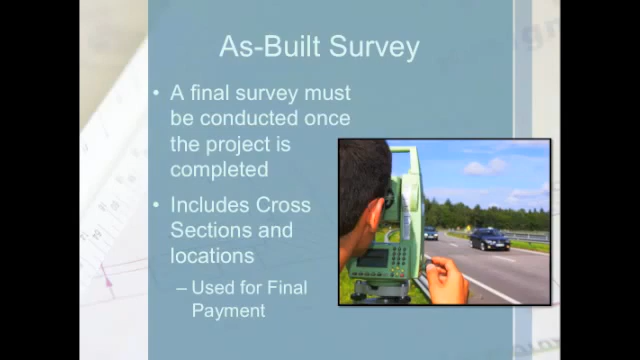 As-Built Survey
• A final survey must
be conducted once
the project is
completed
• Includes Cross
Sections and
locations
– Used for Final
Payment